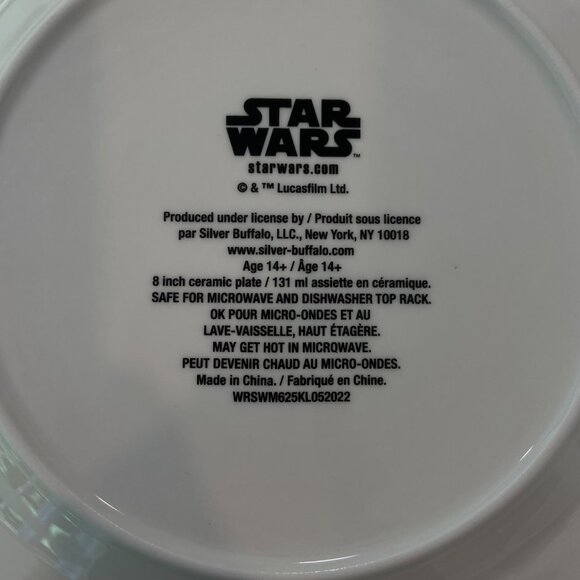 STAR
WARS™
starwars.com
© & ™ Lucasfilm Ltd.
Produced under license by / Produit sous licence
par Silver Buffalo, LLC., New York, NY 10018
www.silver-buffalo.com
Age 14+ / Âge 14+
8 inch ceramic plate / 131 ml assiette en céramique.
SAFE FOR MICROWAVE AND DISHWASHER TOP RACK.
OK POUR MICRO-ONDES ET AU
LAVE-VAISSELLE, HAUT ÉTAGÈRE.
MAY GET HOT IN MICROWAVE.
PEUT DEVENIR CHAUD AU MICRO-ONDES.
Made in China. / Fabriqué en Chine.
WRSWM625KL052022